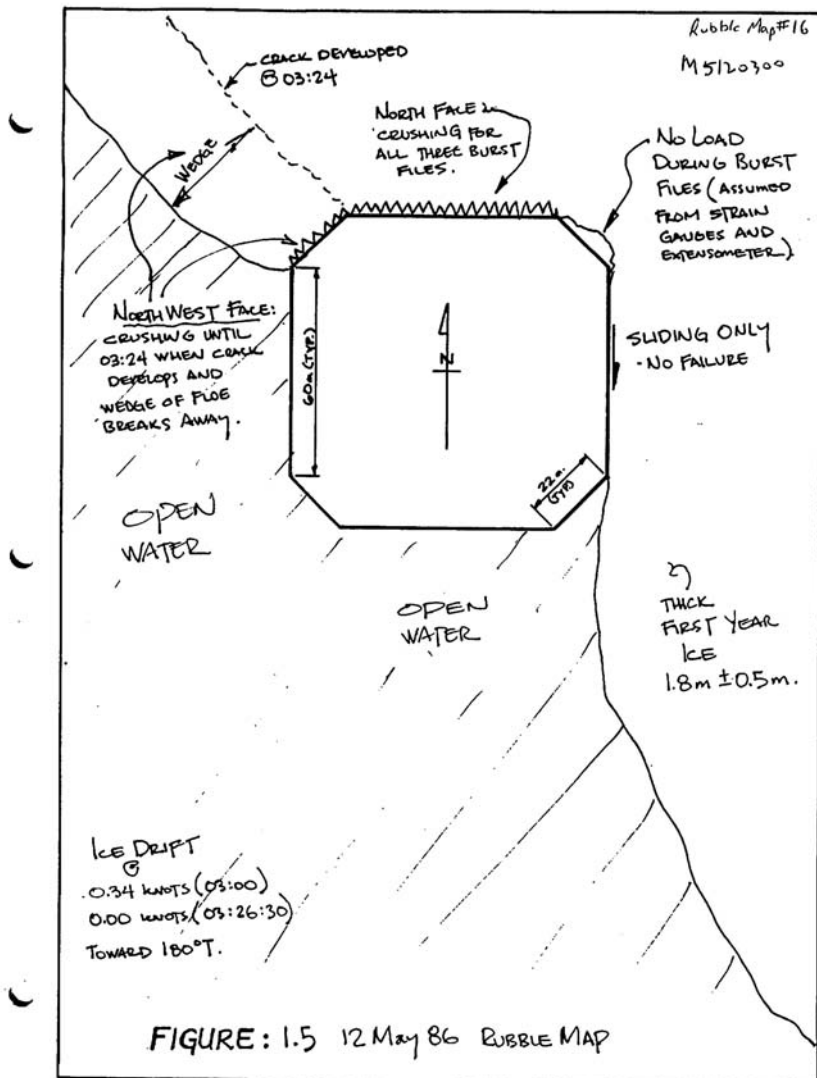 Rubble Map#16
M5120300
CRACK DEVELOPED
@ 03:24
NORTH FACE:
CRUSHING FOR
ALL THREE BURST
FILES.
NO LOAD
DURING BURST
FILES (ASSUMED
FROM STRAIN
GAUGES AND
EXTENSOMETER).
WEDGE
NORTH WEST FACE:
CRUSHING UNTIL
03:24 WHEN CRACK
DEVELOPS AND
WEDGE OF FLOE
BREAKS AWAY.
60m (TYP.)
N
SLIDING ONLY
- NO FAILURE
22m.
(TYP.)
OPEN
WATER
OPEN
WATER
THICK
FIRST YEAR
ICE
1.8m ± 0.5m.
ICE DRIFT
@
0.34 KNOTS (03:00)
0.00 KNOTS (03:26:30)
TOWARD 180°T.
FIGURE: 1.5 12 May 86 RUBBLE MAP